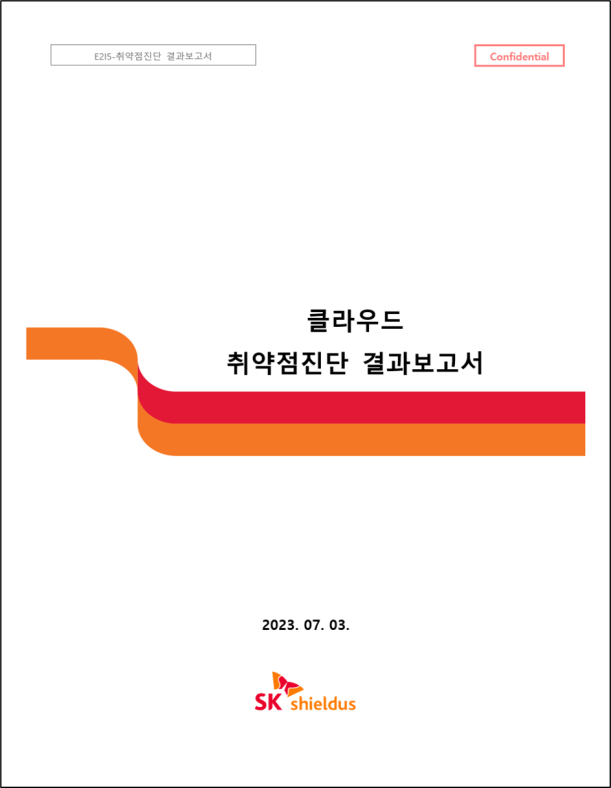 E215-취약점진단 결과보고서
Confidential
클라우드
취약점진단 결과보고서
2023. 07. 03.
SK shieldus